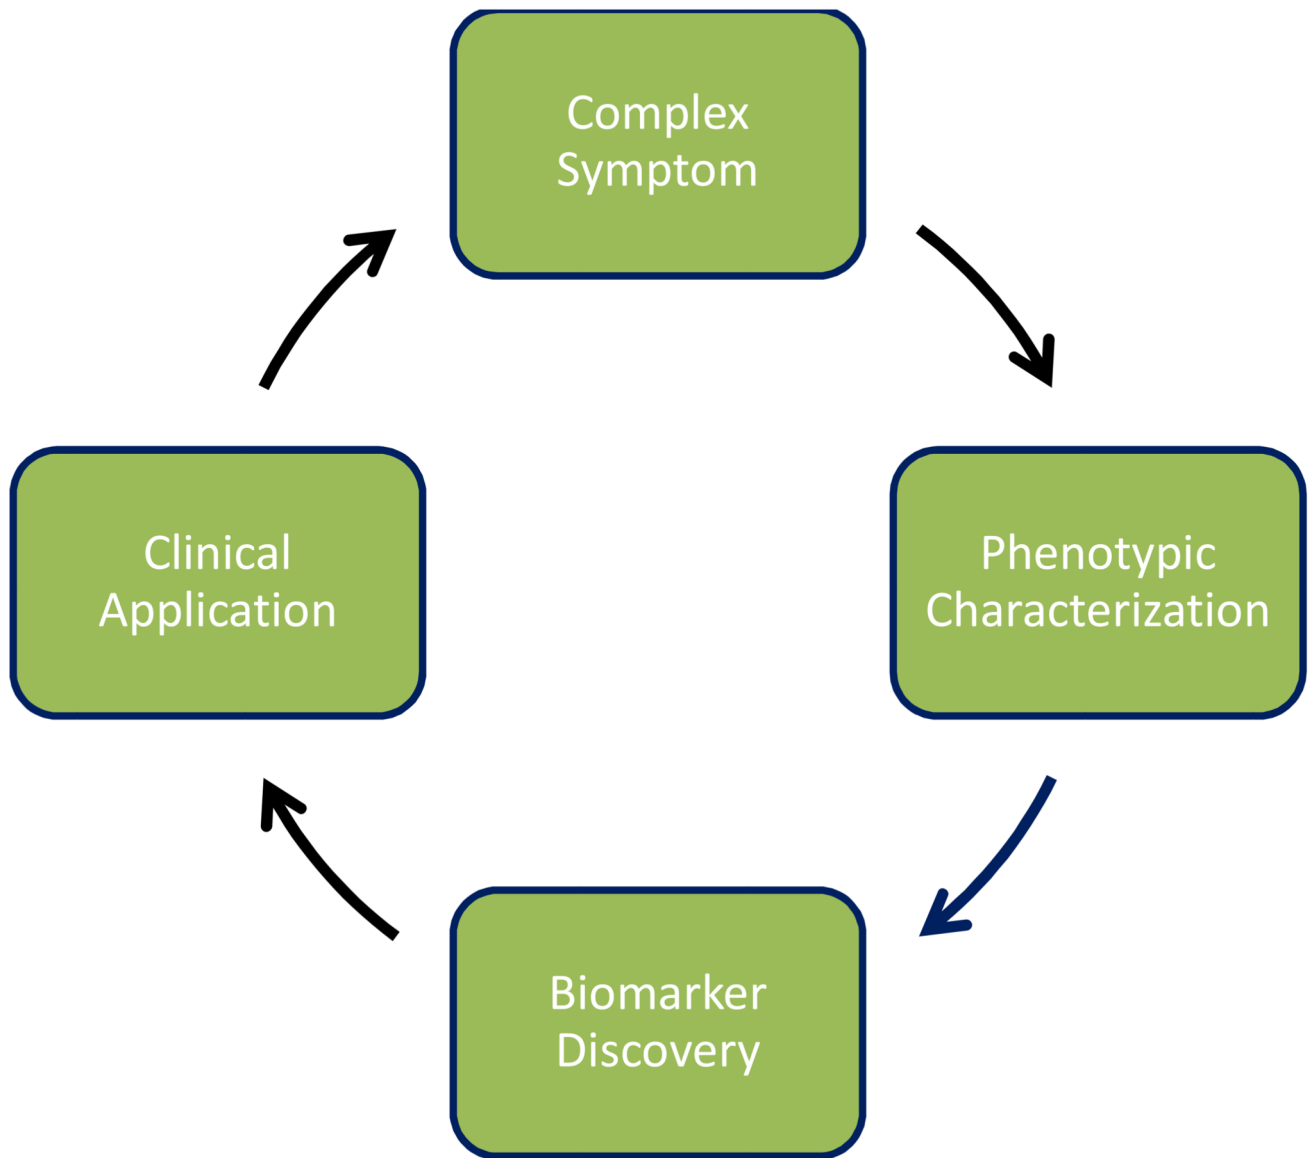 Complex
Symptom
Clinical
Application
Phenotypic
Characterization
Biomarker
Discovery